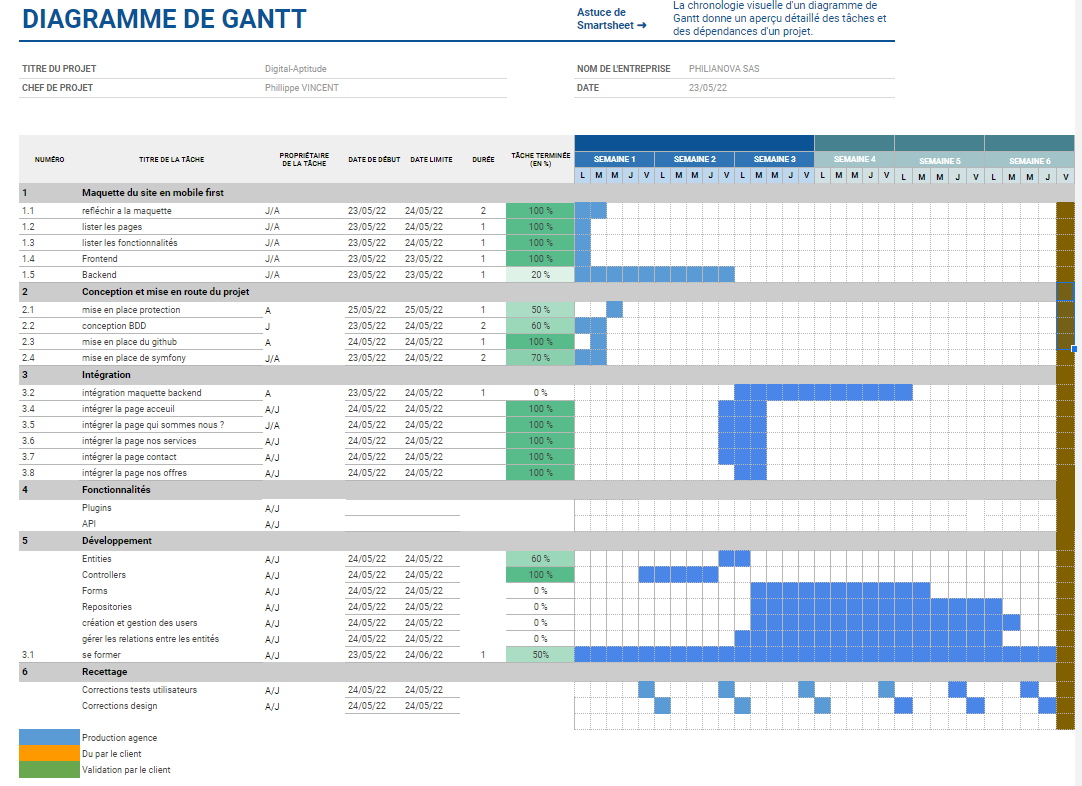 DIAGRAMME DE GANTT
Astuce de
Smartsheet ➜
La chronologie visuelle d'un diagramme de
Gantt donne un aperçu détaillé des tâches et
des dépendances d'un projet.
TITRE DU PROJET Digital-Aptitude NOM DE L'ENTREPRISE PHILIANOVA SAS
CHEF DE PROJET Phillippe VINCENT DATE 23/05/22
NUMÉRO TITRE DE LA TÂCHE PROPRIÉTAIRE DE LA TÂCHE DATE DE DÉBUT DATE LIMITE DURÉE TÂCHE TERMINÉE (EN %)
SEMAINE 1 SEMAINE 2 SEMAINE 3 SEMAINE 4 SEMAINE 5 SEMAINE 6
L M M J V L M M J V L M M J V L M M J V L M M J V L M M J V
1 Maquette du site en mobile first
1.1 refléchir a la maquette J/A 23/05/22 24/05/22 2 100 %
1.2 lister les pages J/A 23/05/22 23/05/22 1 100 %
1.3 lister les fonctionnalités J/A 23/05/22 23/05/22 1 100 %
1.4 Frontend J/A 23/05/22 23/05/22 1 100 %
1.5 Backend J/A 23/05/22 23/05/22 1 20 %
2 Conception et mise en route du projet
2.1 mise en place protection A 25/05/22 25/05/22 1 50 %
2.2 conception BDD J 23/05/22 24/05/22 2 60 %
2.3 mise en place du github A 24/05/22 24/05/22 1 100 %
2.4 mise en place de symfony J/A 23/05/22 24/05/22 2 70 %
3 Intégration
3.2 intégration maquette backend A 23/05/22 24/05/22 1 0 %
3.4 intégrer la page acceuil A/J 24/05/22 24/05/22 100 %
3.5 intégrer la page qui sommes nous ? J/A 24/05/22 24/05/22 100 %
3.6 intégrer la page nos services A/J 24/05/22 24/05/22 100 %
3.7 intégrer la page contact A/J 24/05/22 24/05/22 100 %
3.8 intégrer la page nos offres A/J 24/05/22 24/05/22 100 %
4 Fonctionnalités
Plugins A/J
API A/J
5 Développement
Entities A/J 24/05/22 24/05/22 60 %
Controllers A/J 24/05/22 24/05/22 100 %
Forms A/J 24/05/22 24/05/22 0 %
Repositories A/J 24/05/22 24/05/22 0 %
création et gestion des users A/J 24/05/22 24/05/22 0 %
gérer les relations entre les entités A/J 24/05/22 24/05/22 0 %
3.1 se former A/J 23/05/22 24/06/22 1 50%
6 Recettage
Corrections tests utilisateurs A/J 24/05/22 24/05/22
Corrections design A/J 24/05/22 24/05/22
Production agence
Du par le client
Validation par le client